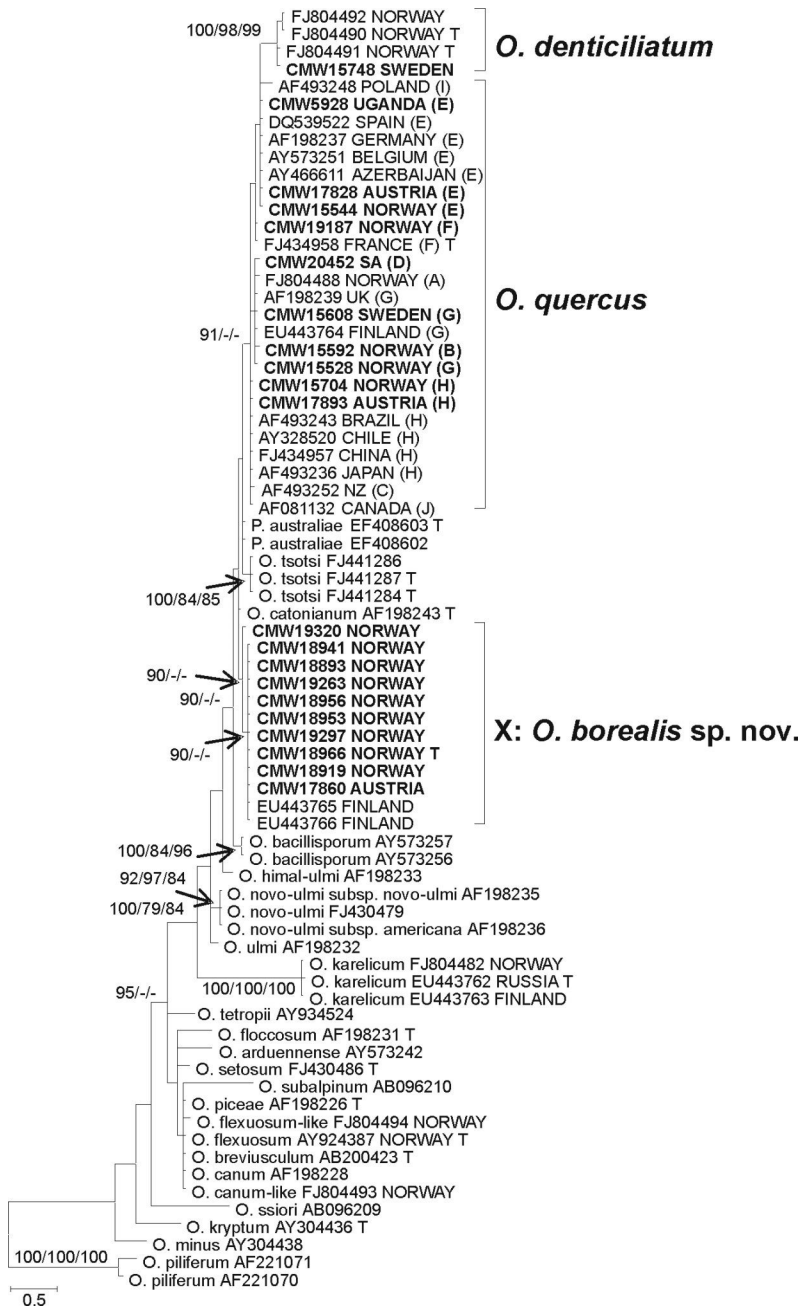 FJ804492 NORWAY
100/98/99
FJ804490 NORWAY T
FJ804491 NORWAY T
CMW15748 SWEDEN
O. denticiliatum
AF493248 POLAND (I)
CMW5928 UGANDA (E)
DQ539522 SPAIN (E)
AF198237 GERMANY (E)
AY573251 BELGIUM (E)
AY466611 AZERBAIJAN (E)
CMW17828 AUSTRIA (E)
CMW15544 NORWAY (E)
CMW19187 NORWAY (F)
FJ434958 FRANCE (F) T
CMW20452 SA (D)
FJ804488 NORWAY (A)
AF198239 UK (G)
O. quercus
CMW15608 SWEDEN (G)
91/-/-
EU443764 FINLAND (G)
CMW15592 NORWAY (B)
CMW15528 NORWAY (G)
CMW15704 NORWAY (H)
CMW17893 AUSTRIA (H)
AF493243 BRAZIL (H)
AY328520 CHILE (H)
FJ434957 CHINA (H)
AF493236 JAPAN (H)
AF493252 NZ (C)
AF081132 CANADA (J)
P. australiae EF408603 T
P. australiae EF408602
O. tsotsi FJ441286
O. tsotsi FJ441287 T
100/84/85
O. tsotsi FJ441284 T
O. catonianum AF198243 T
CMW19320 NORWAY
CMW18941 NORWAY
CMW18893 NORWAY
90/-/-
CMW19263 NORWAY
90/-/-
CMW18956 NORWAY
CMW18953 NORWAY
X: O. borealis sp. nov.
CMW19297 NORWAY
90/-/-
CMW18966 NORWAY T
CMW18919 NORWAY
CMW17860 AUSTRIA
EU443765 FINLAND
EU443766 FINLAND
100/84/96
O. bacillisporum AY573257
O. bacillisporum AY573256
92/97/84
O. himal-ulmi AF198233
O. novo-ulmi subsp. novo-ulmi AF198235
100/79/84
O. novo-ulmi FJ430479
O. novo-ulmi subsp. americana AF198236
O. ulmi AF198232
O. karelicum FJ804482 NORWAY
100/100/100
O. karelicum EU443762 RUSSIA T
95/-/-
O. karelicum EU443763 FINLAND
O. tetropii AY934524
O. floccosum AF198231 T
O. arduennense AY573242
O. setosum FJ430486 T
O. subalpinum AB096210
O. piceae AF198226 T
O. flexuosum-like FJ804494 NORWAY
O. flexuosum AY924387 NORWAY T
O. breviusculum AB200423 T
O. canum AF198228
O. canum-like FJ804493 NORWAY
O. ssiori AB096209
O. kryptum AY304436 T
O. minus AY304438
100/100/100
O. piliferum AF221071
O. piliferum AF221070
0.5